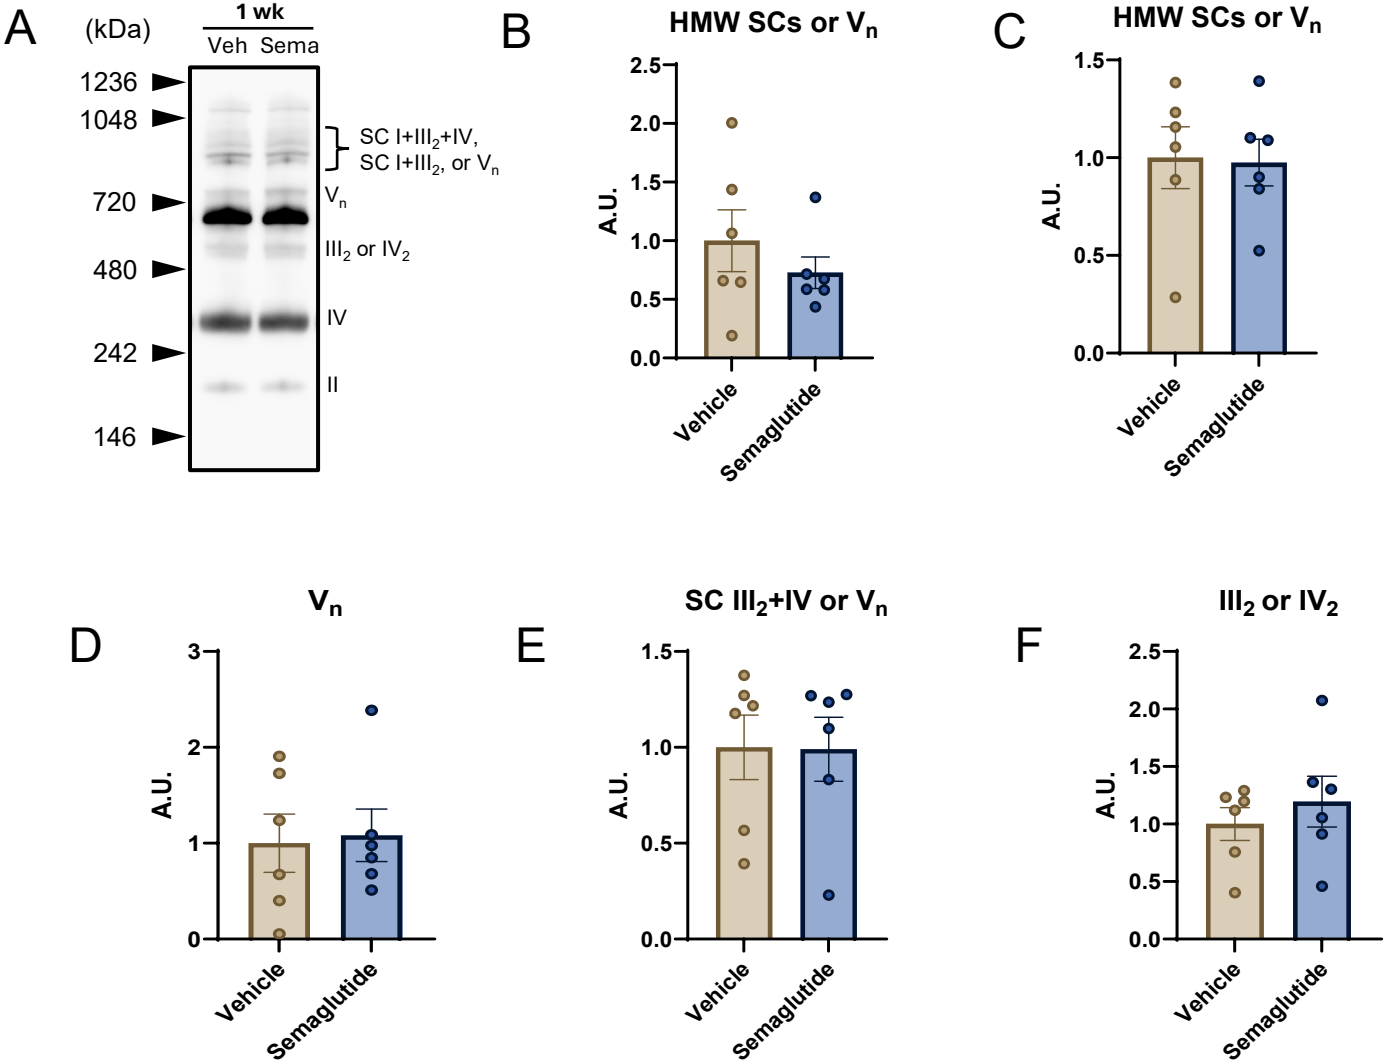 A
(kDa)
1 wk
Veh Sema
1236
1048
720
480
242
146
SC I+III₂+IV,
SC I+III₂, or Vₙ
Vₙ
III₂ or IV₂
IV
II
B
HMW SCs or Vₙ
A.U.
2.5
2.0
1.5
1.0
0.5
0.0
Vehicle
Semaglutide
C
HMW SCs or Vₙ
A.U.
1.5
1.0
0.5
0.0
Vehicle
Semaglutide
D
Vₙ
A.U.
3
2
1
0
Vehicle
Semaglutide
E
SC III₂+IV or Vₙ
A.U.
1.5
1.0
0.5
0.0
Vehicle
Semaglutide
F
III₂ or IV₂
A.U.
2.5
2.0
1.5
1.0
0.5
0.0
Vehicle
Semaglutide